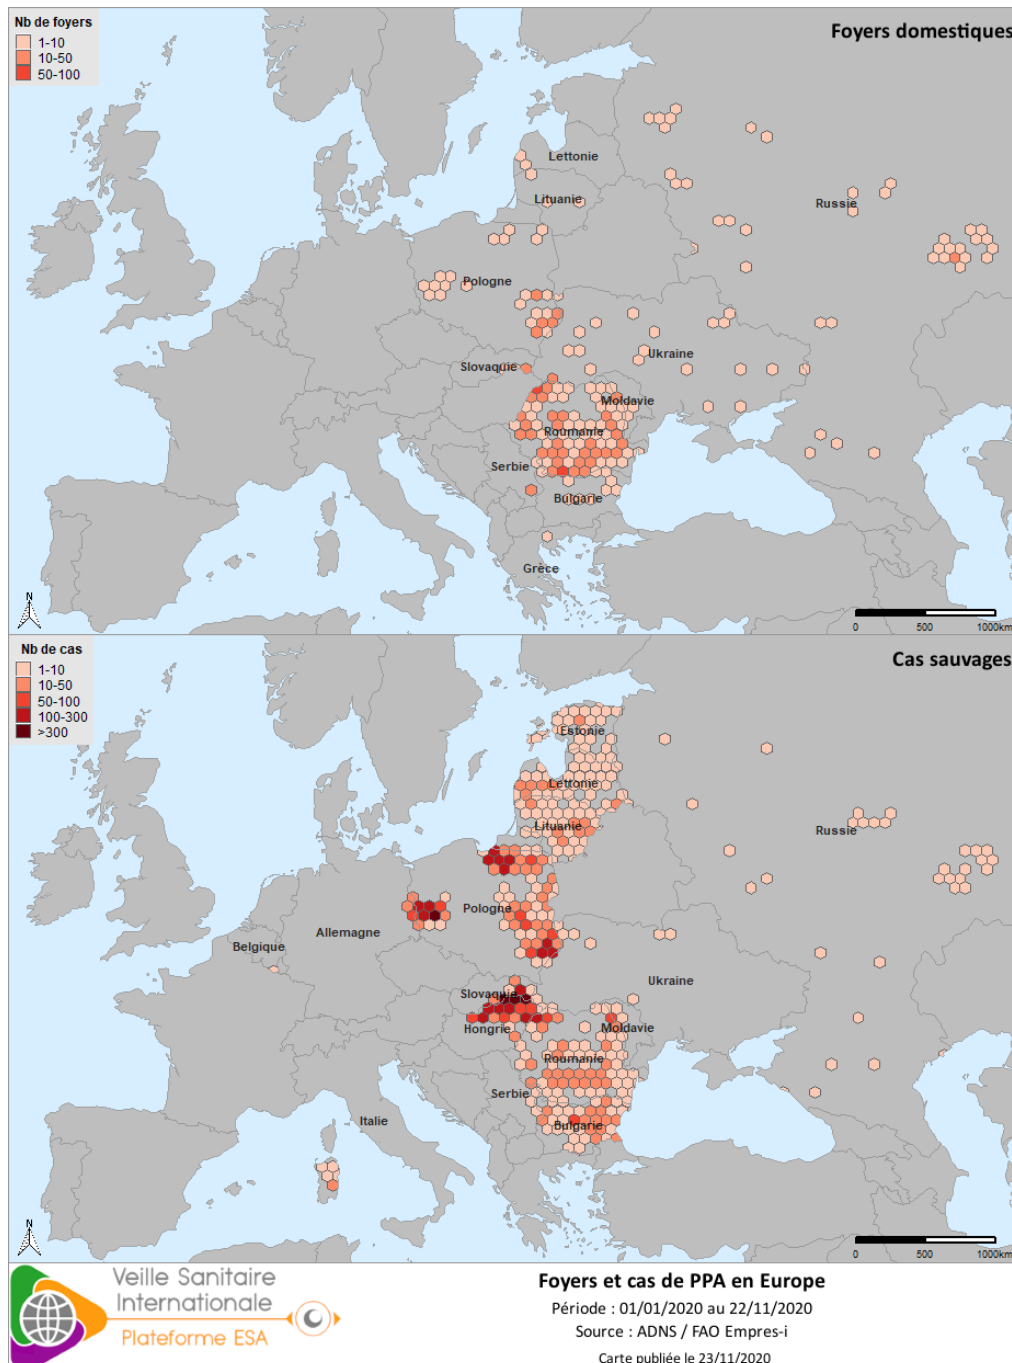 Nb de foyers
1-10
10-50
50-100
Foyers domestiques
Lettonie
Lituanie
Russie
Pologne
Ukraine
Slovaquie
Moldavie
Roumanie
Serbie
Bulgarie
Grèce
N
0 500 1000km
Nb de cas
1-10
10-50
50-100
100-300
>300
Cas sauvages
Estonie
Lettonie
Lituanie
Russie
Pologne
Allemagne
Belgique
Ukraine
Slovaquie
Hongrie
Moldavie
Roumanie
Serbie
Italie
Bulgarie
N
0 500 1000km
Veille Sanitaire
Internationale
Plateforme ESA
Foyers et cas de PPA en Europe
Période : 01/01/2020 au 22/11/2020
Source : ADNS / FAO Empres-i
Carte publiée le 23/11/2020